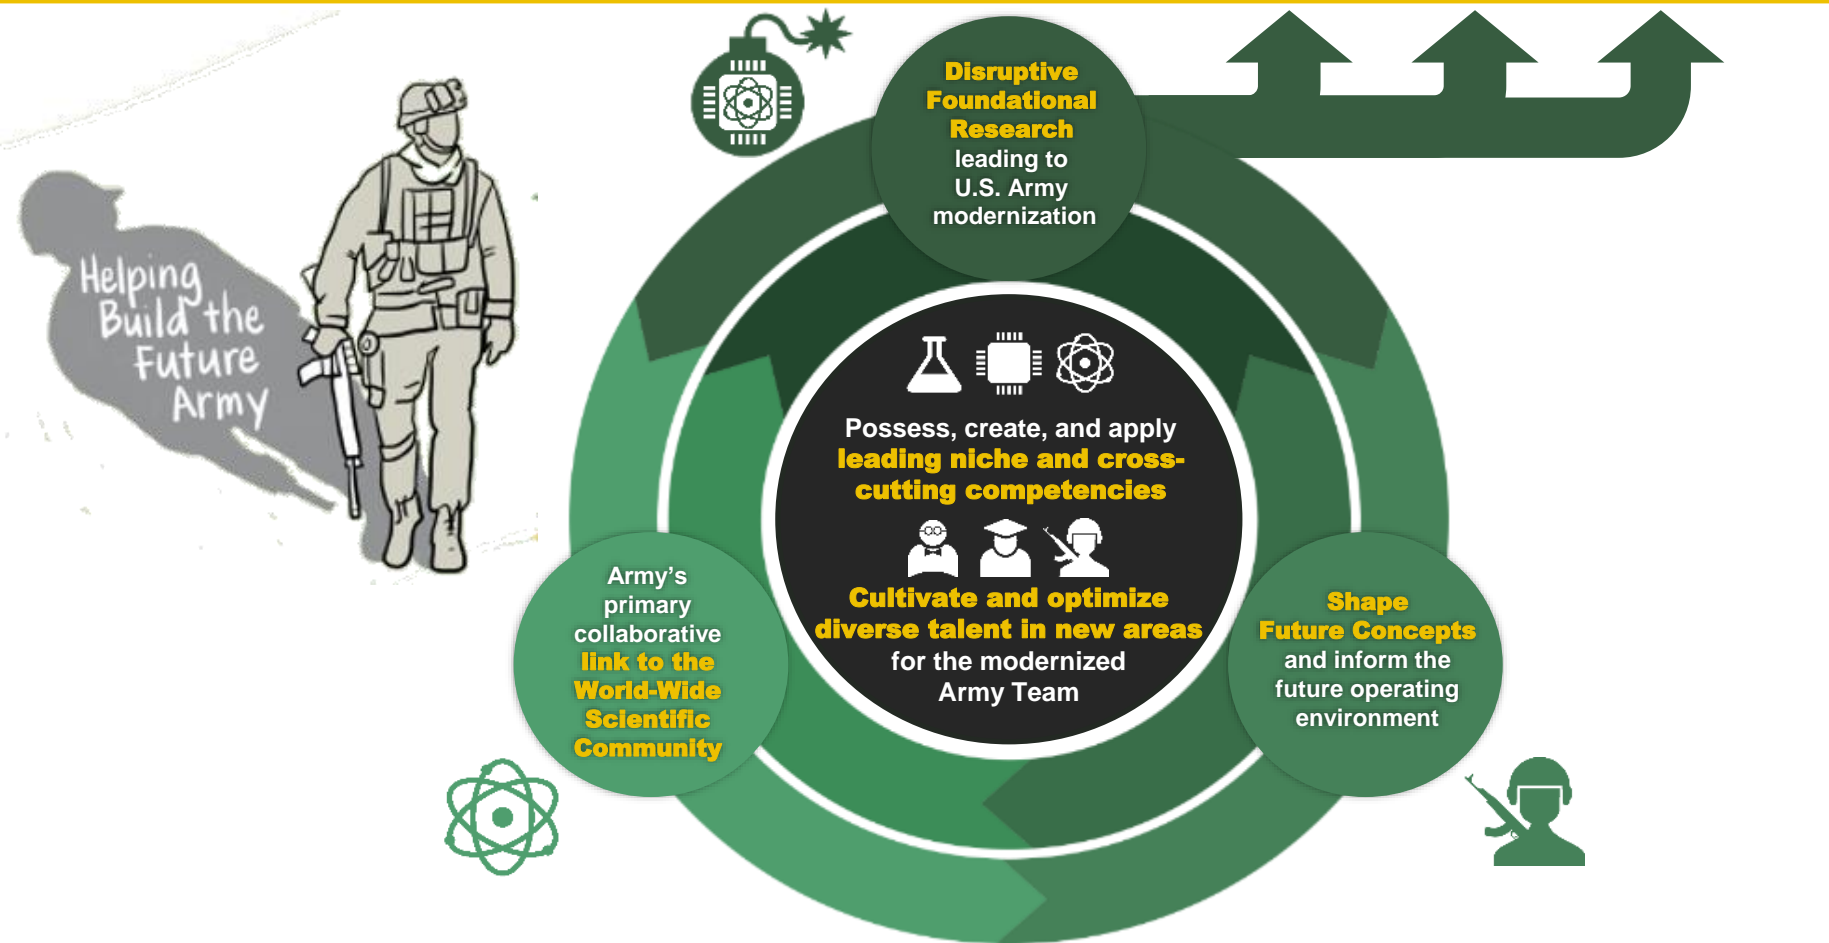 Helping
Build the
Future
Army
Disruptive
Foundational
Research
leading to
U.S. Army
modernization
Possess, create, and apply
leading niche and cross-
cutting competencies
Cultivate and optimize
diverse talent in new areas
for the modernized
Army Team
Army’s
primary
collaborative
link to the
World-Wide
Scientific
Community
Shape
Future Concepts
and inform the
future operating
environment